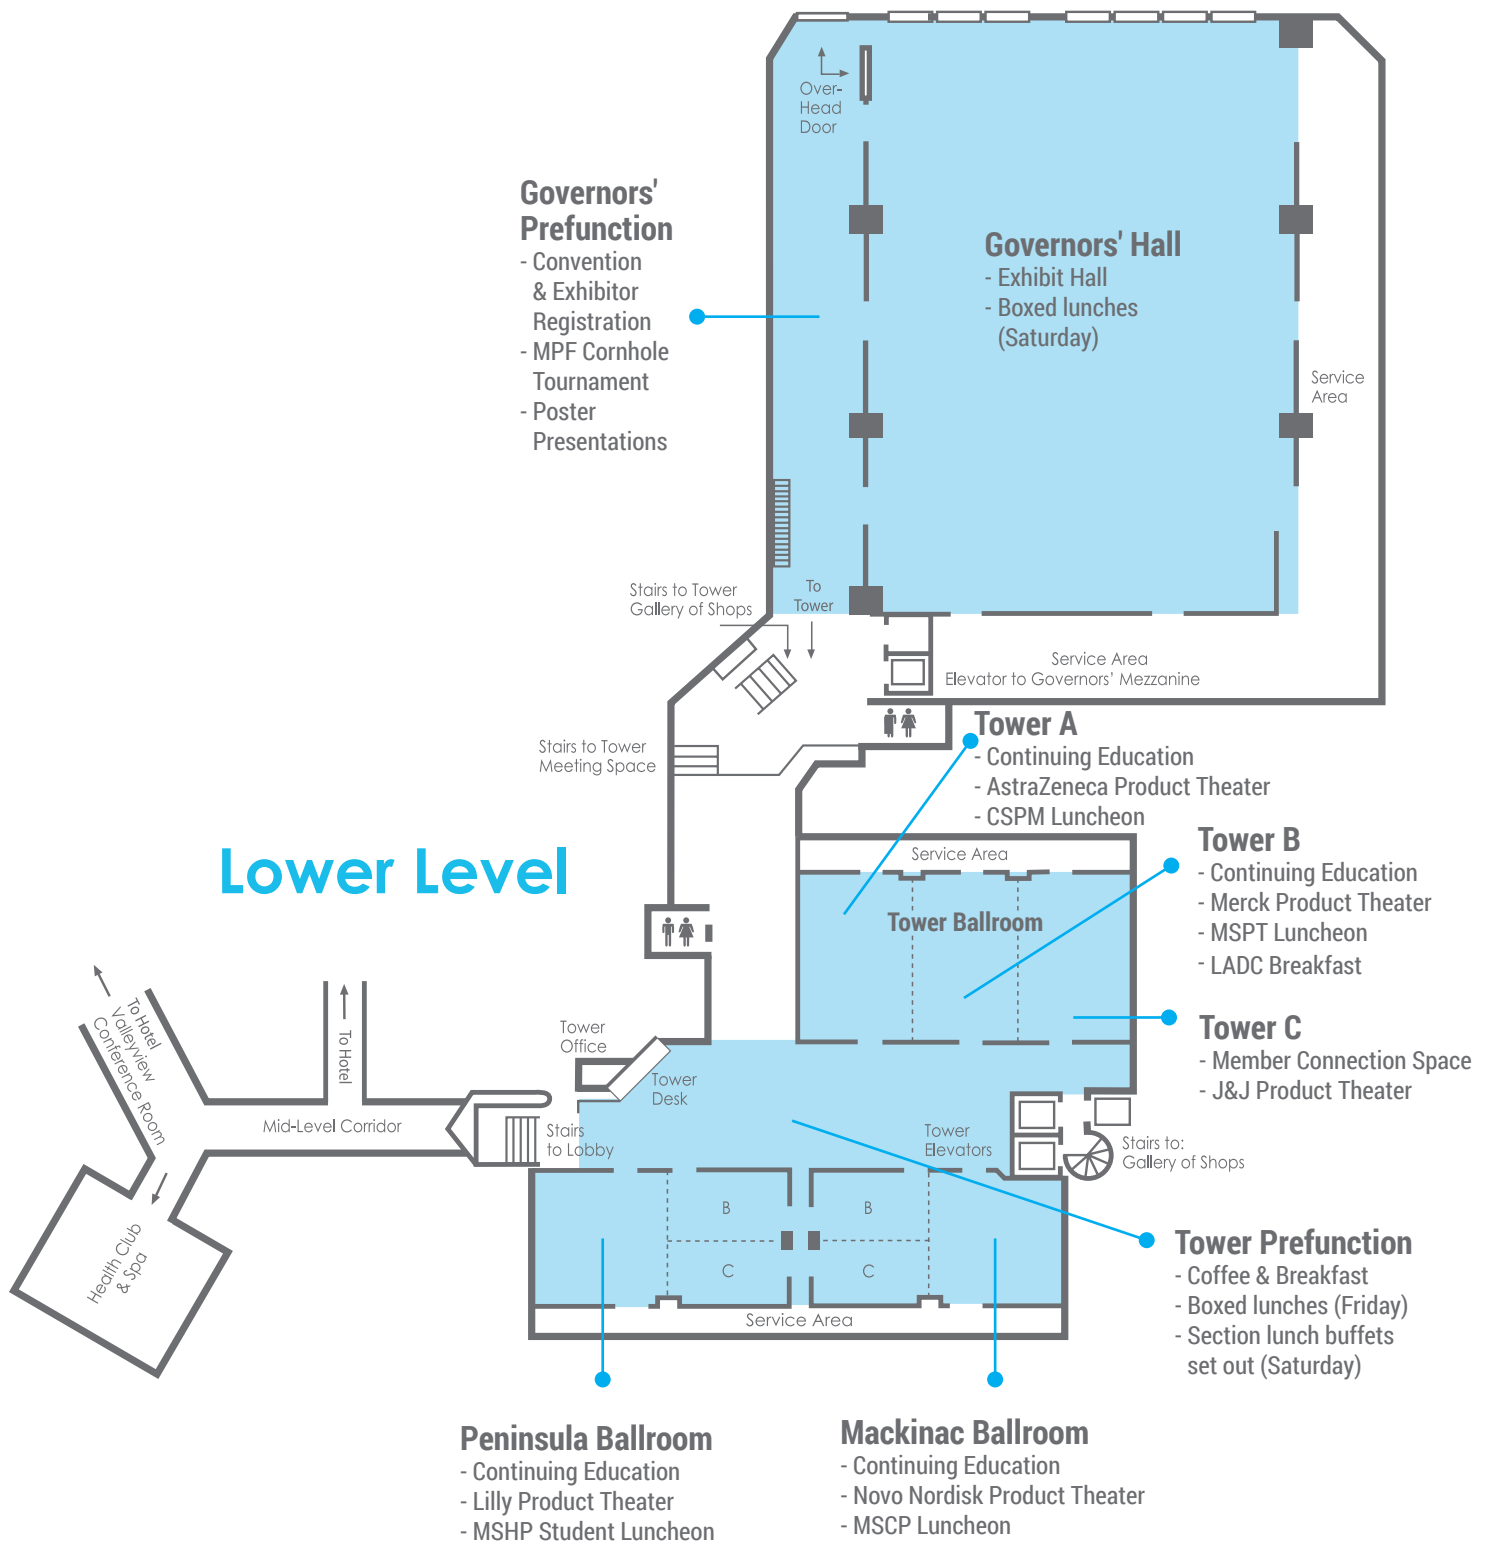 Over-
Head
Door
Governors'
Prefunction
- Convention
& Exhibitor
Registration
- MPF Cornhole
Tournament
- Poster
Presentations
Governors' Hall
- Exhibit Hall
- Boxed lunches
(Saturday)
Service
Area
Stairs to Tower
Gallery of Shops
To
Tower
Service Area
Elevator to Governors' Mezzanine
Stairs to Tower
Meeting Space
Tower A
- Continuing Education
- AstraZeneca Product Theater
- CSPM Luncheon
Lower Level
Service Area
Tower Ballroom
Tower B
- Continuing Education
- Merck Product Theater
- MSPT Luncheon
- LADC Breakfast
Tower C
- Member Connection Space
- J&J Product Theater
To Hotel
Valleyview
Conference Room
To Hotel
Tower
Office
Tower
Desk
Mid-Level Corridor
Stairs
to Lobby
Tower
Elevators
Stairs to:
Gallery of Shops
Health Club
& Spa
B
C
B
C
Service Area
Tower Prefunction
- Coffee & Breakfast
- Boxed lunches (Friday)
- Section lunch buffets
set out (Saturday)
Peninsula Ballroom
- Continuing Education
- Lilly Product Theater
- MSHP Student Luncheon
Mackinac Ballroom
- Continuing Education
- Novo Nordisk Product Theater
- MSCP Luncheon